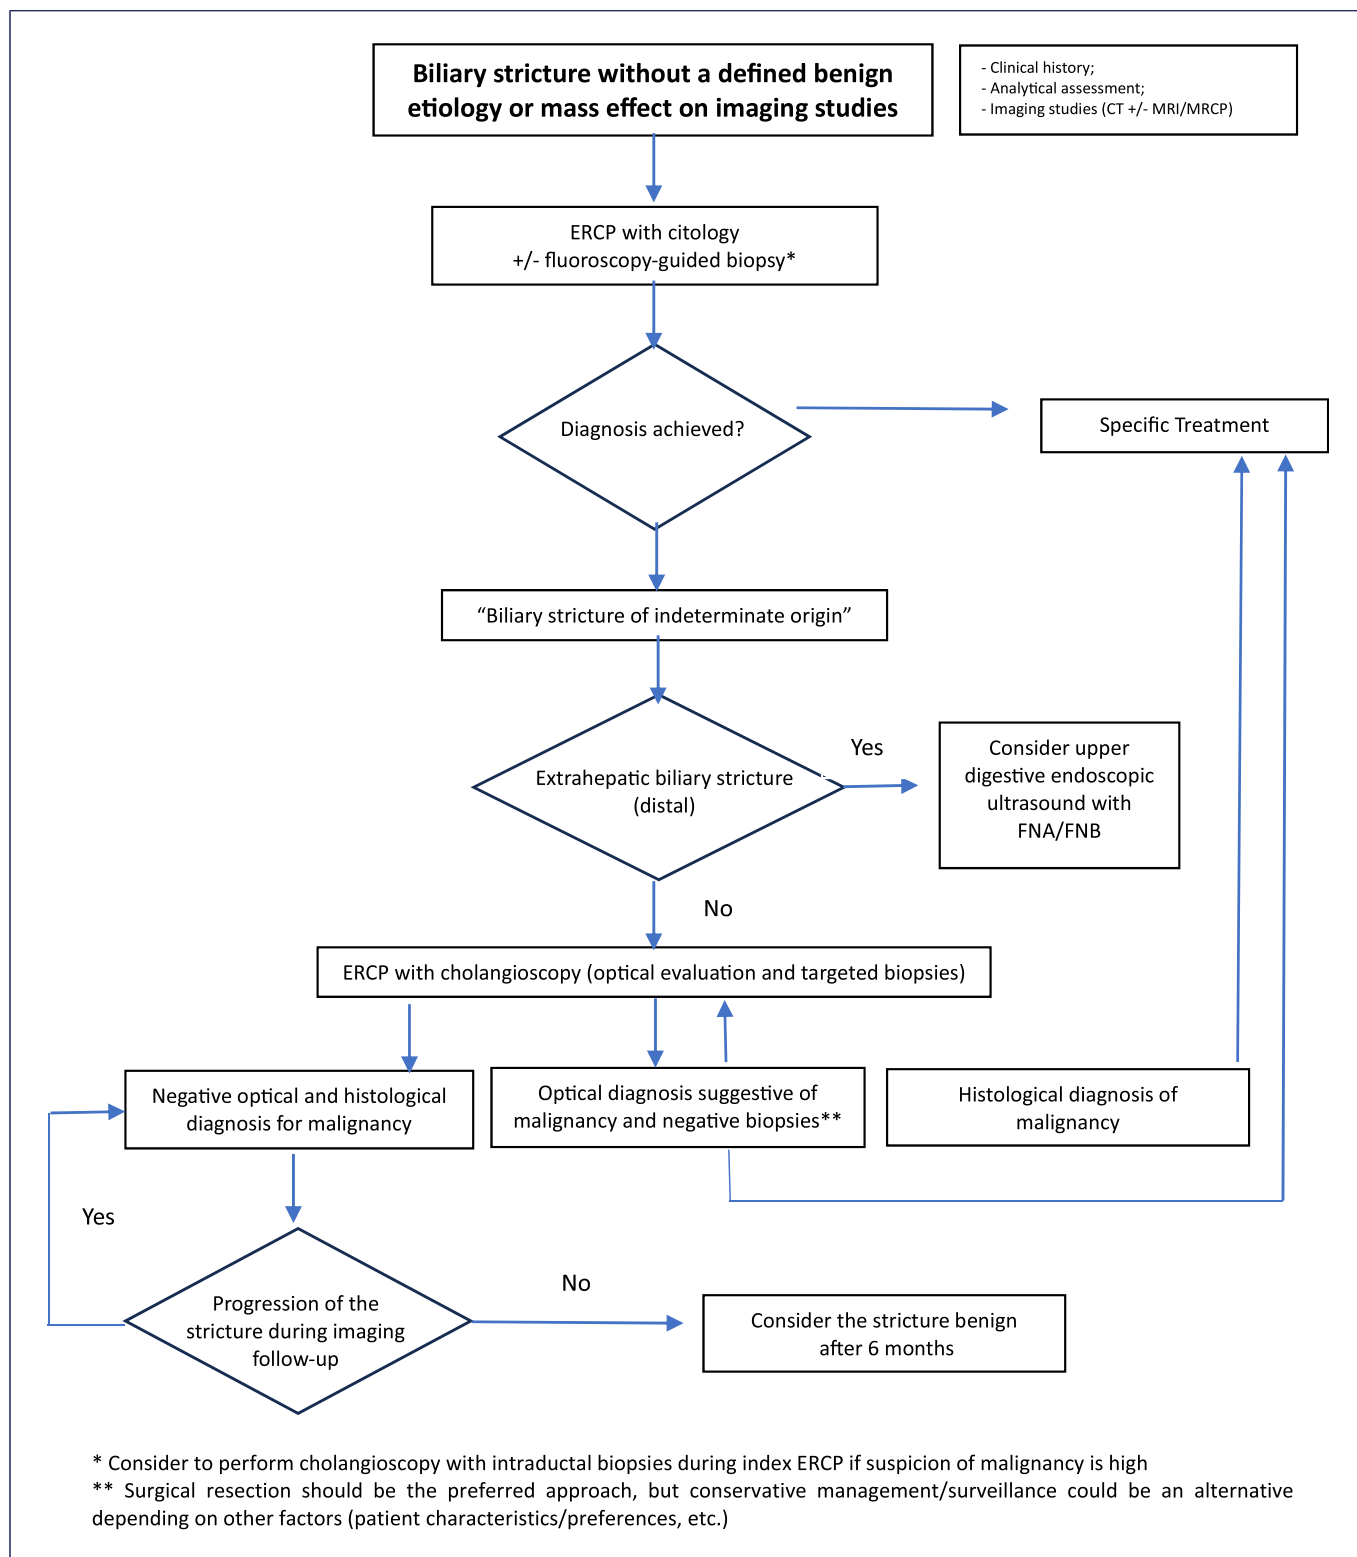 Biliary stricture without a defined benign
etiology or mass effect on imaging studies
- Clinical history;
- Analytical assessment;
- Imaging studies (CT +/- MRI/MRCP)
ERCP with citology
+/- fluoroscopy-guided biopsy*
Diagnosis achieved?
Specific Treatment
“Biliary stricture of indeterminate origin”
Extrahepatic biliary stricture
(distal)
Yes
Consider upper
digestive endoscopic
ultrasound with
FNA/FNB
No
ERCP with cholangioscopy (optical evaluation and targeted biopsies)
Negative optical and histological
diagnosis for malignancy
Optical diagnosis suggestive of
malignancy and negative biopsies**
Histological diagnosis of
malignancy
Yes
Progression of the
stricture during imaging
follow-up
No
Consider the stricture benign
after 6 months
* Consider to perform cholangioscopy with intraductal biopsies during index ERCP if suspicion of malignancy is high
** Surgical resection should be the preferred approach, but conservative management/surveillance could be an alternative
depending on other factors (patient characteristics/preferences, etc.)